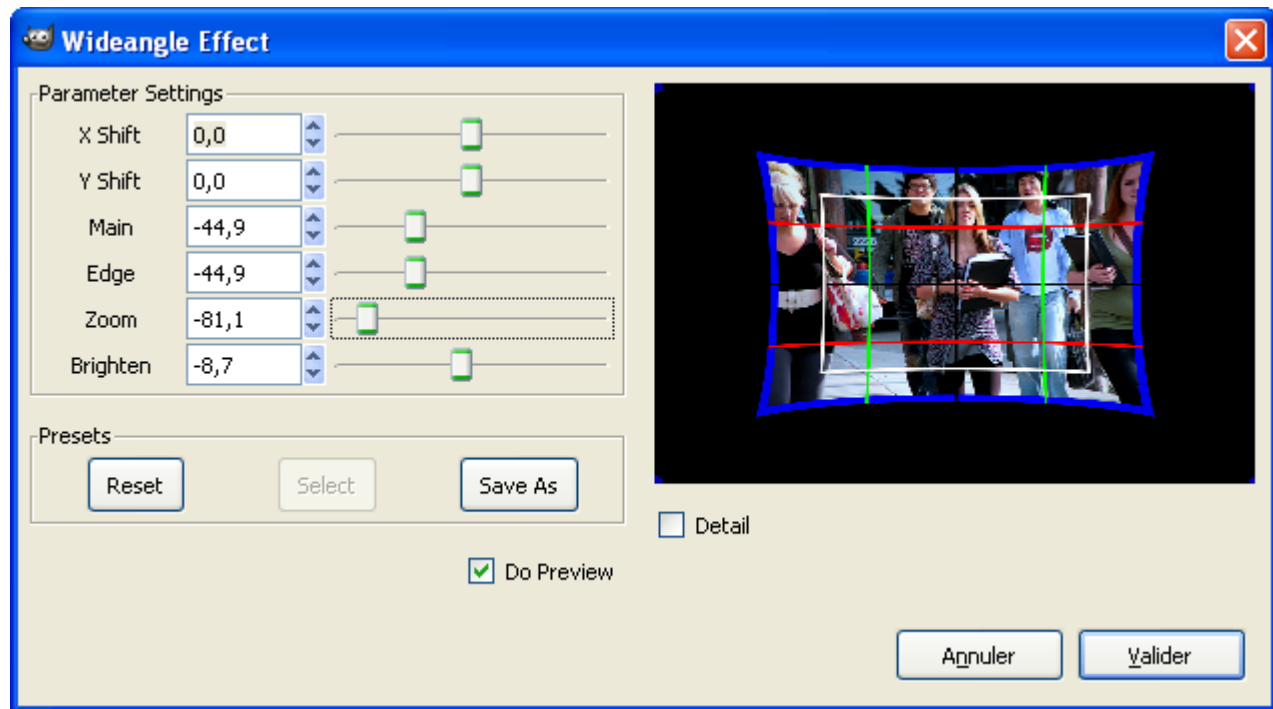 Wideangle Effect
Parameter Settings
X Shift 0,0
Y Shift 0,0
Main -44,9
Edge -44,9
Zoom -81,1
Brighten -8,7
Presets
Reset Select Save As
Detail
Do Preview
Annuler Valider